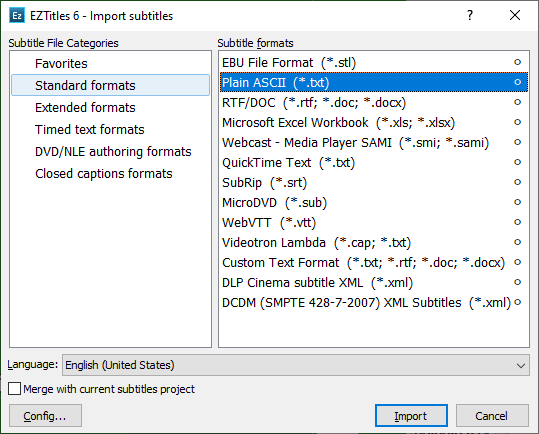 Ez EZTitles 6 - Import subtitles
Subtitle File Categories
Favorites
Standard formats
Extended formats
Timed text formats
DVD/NLE authoring formats
Closed captions formats
Subtitle formats
EBU File Format (*.stl)
Plain ASCII (*.txt)
RTF/DOC (*.rtf; *.doc; *.docx)
Microsoft Excel Workbook (*.xls; *.xlsx)
Webcast - Media Player SAMI (*.smi; *.sami)
QuickTime Text (*.txt)
SubRip (*.srt)
MicroDVD (*.sub)
WebVTT (*.vtt)
Videotron Lambda (*.cap; *.txt)
Custom Text Format (*.txt; *.rtf; *.doc; *.docx)
DLP Cinema subtitle XML (*.xml)
DCDM (SMPTE 428-7-2007) XML Subtitles (*.xml)
Language: English (United States)
Merge with current subtitles project
Config... Import Cancel